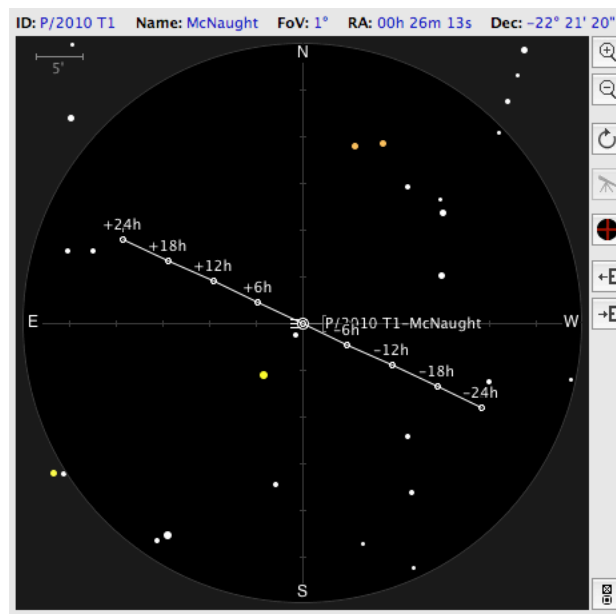 ID: P/2010 T1 Name: McNaught FoV: 1° RA: 00h 26m 13s Dec: -22° 21' 20"
5'
N
+24h
+18h
+12h
+6h
E
P/2010 T1-McNaught
W
-6h
-12h
-18h
-24h
S
←E
→E